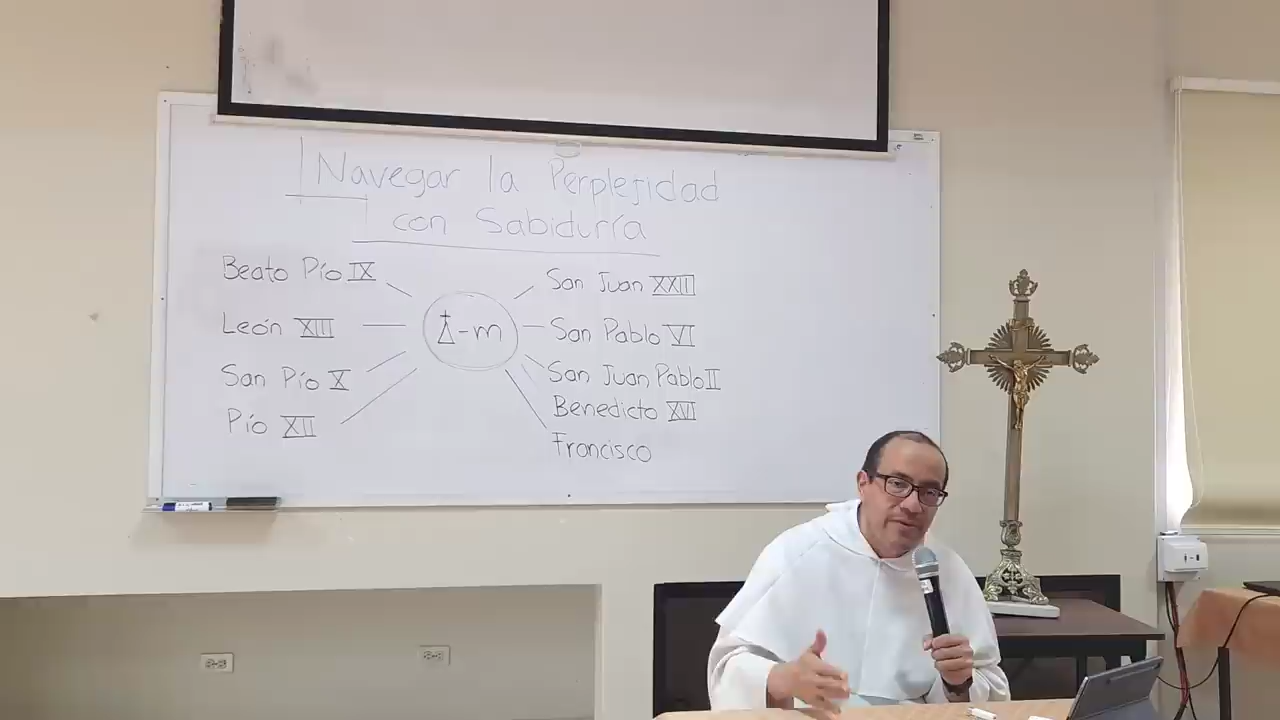 Navegar la Perplejidad
con Sabiduría
Beato Pío IX
León XIII
San Pío X
Pío XII
-m
San Juan XXIII
San Pablo VI
San Juan Pablo II
Benedicto XVI
Francisco